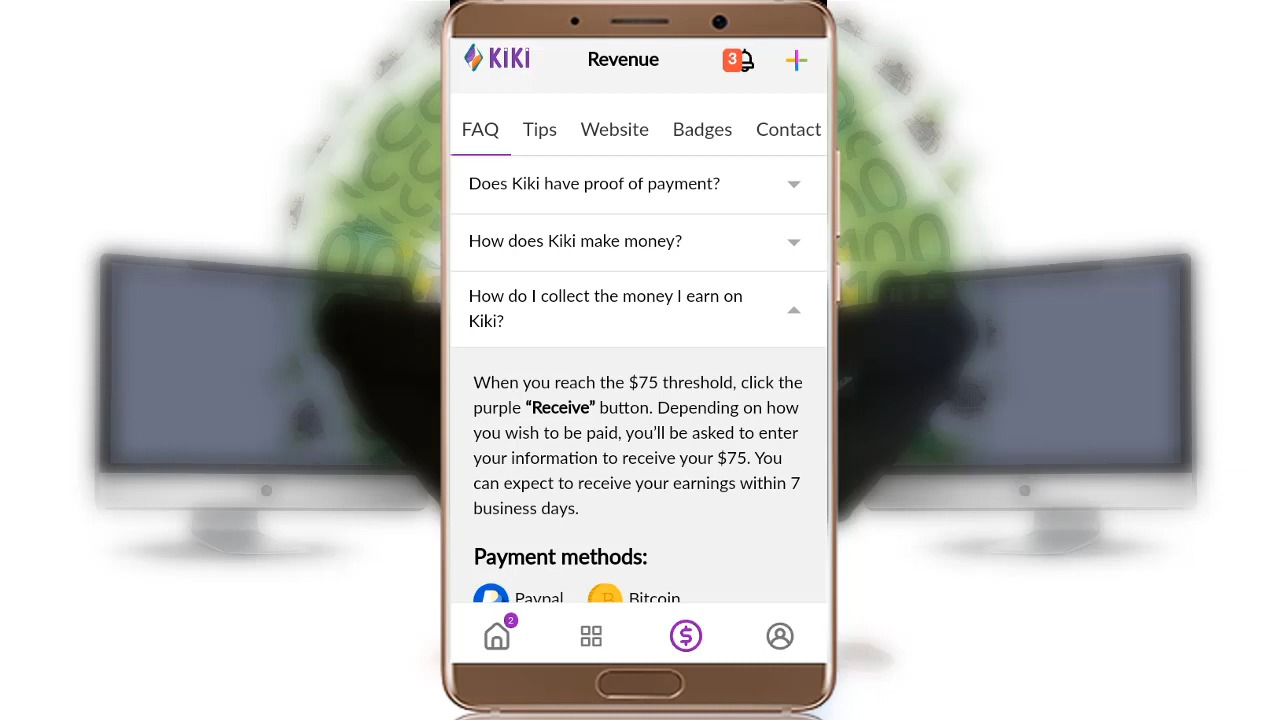 KiKi
Revenue
3
FAQ Tips Website Badges Contact
Does Kiki have proof of payment?
How does Kiki make money?
How do I collect the money I earn on
Kiki?
When you reach the $75 threshold, click the
purple “Receive” button. Depending on how
you wish to be paid, you’ll be asked to enter
your information to receive your $75. You
can expect to receive your earnings within 7
business days.
Payment methods:
Paypal Bitcoin
2
100